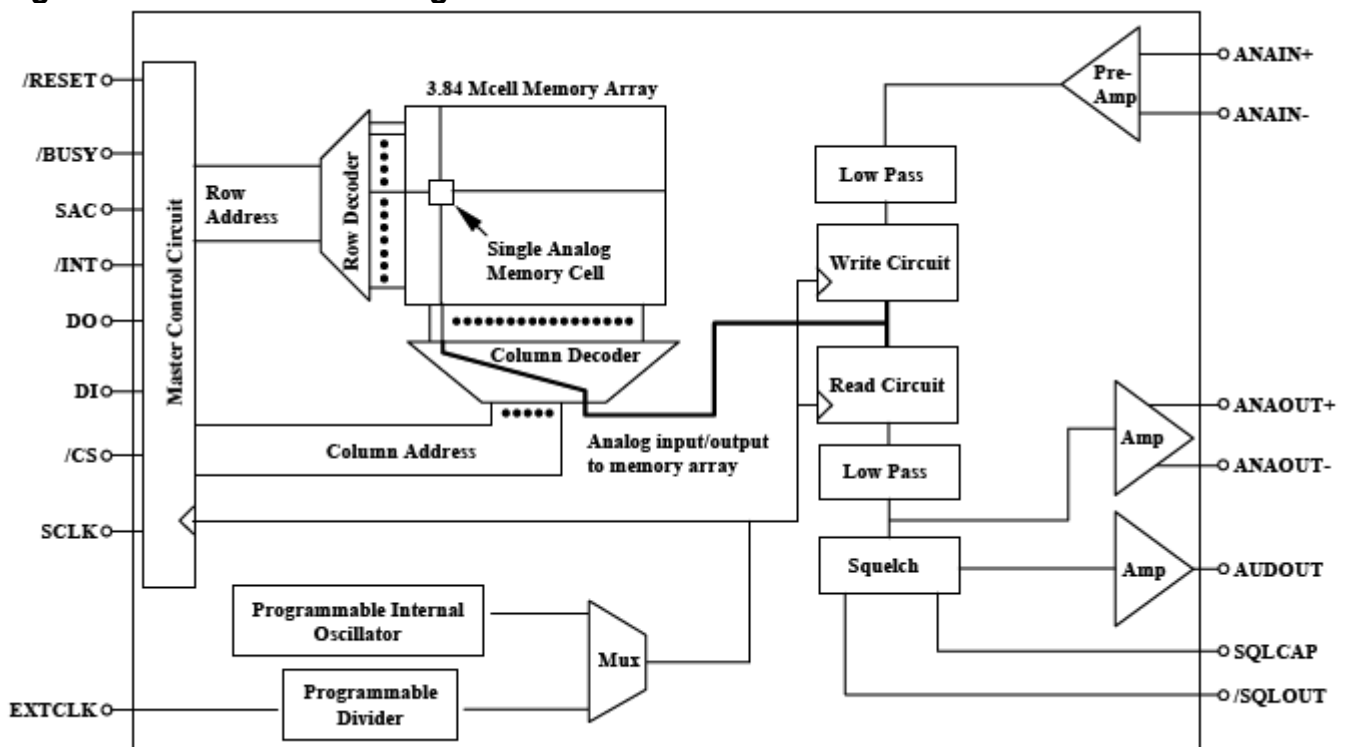 /RESET
/BUSY
SAC
/INT
DO
DI
/CS
SCLK
EXTCLK
Master Control Circuit
Row
Address
Row Decoder
3.84 Mcell Memory Array
Single Analog
Memory Cell
Column Decoder
Column Address
Analog input/output
to memory array
Programmable Internal
Oscillator
Programmable
Divider
Mux
Pre-
Amp
Low Pass
Write Circuit
Read Circuit
Low Pass
Squelch
Amp
Amp
ANAIN+
ANAIN-
ANAOUT+
ANAOUT-
AUDOUT
SQLCAP
/SQLOUT